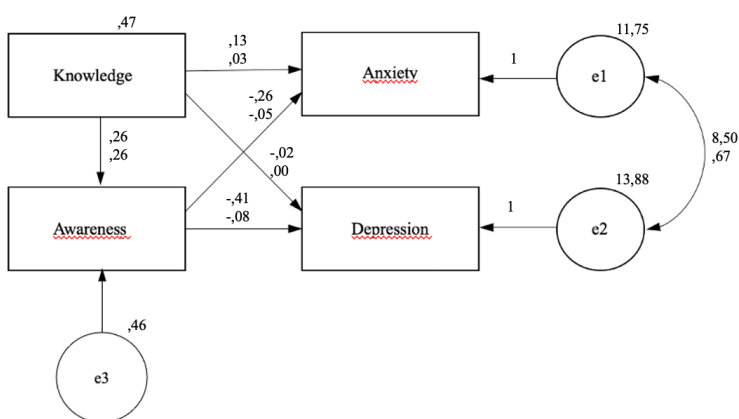 ,47
11,75
Knowledge
,13
,03
Anxiety
1
e1
-,26
-,05
,26
,26
-,02
,00
8,50
,67
13,88
Awareness
-,41
-,08
Depression
1
e2
,46
e3